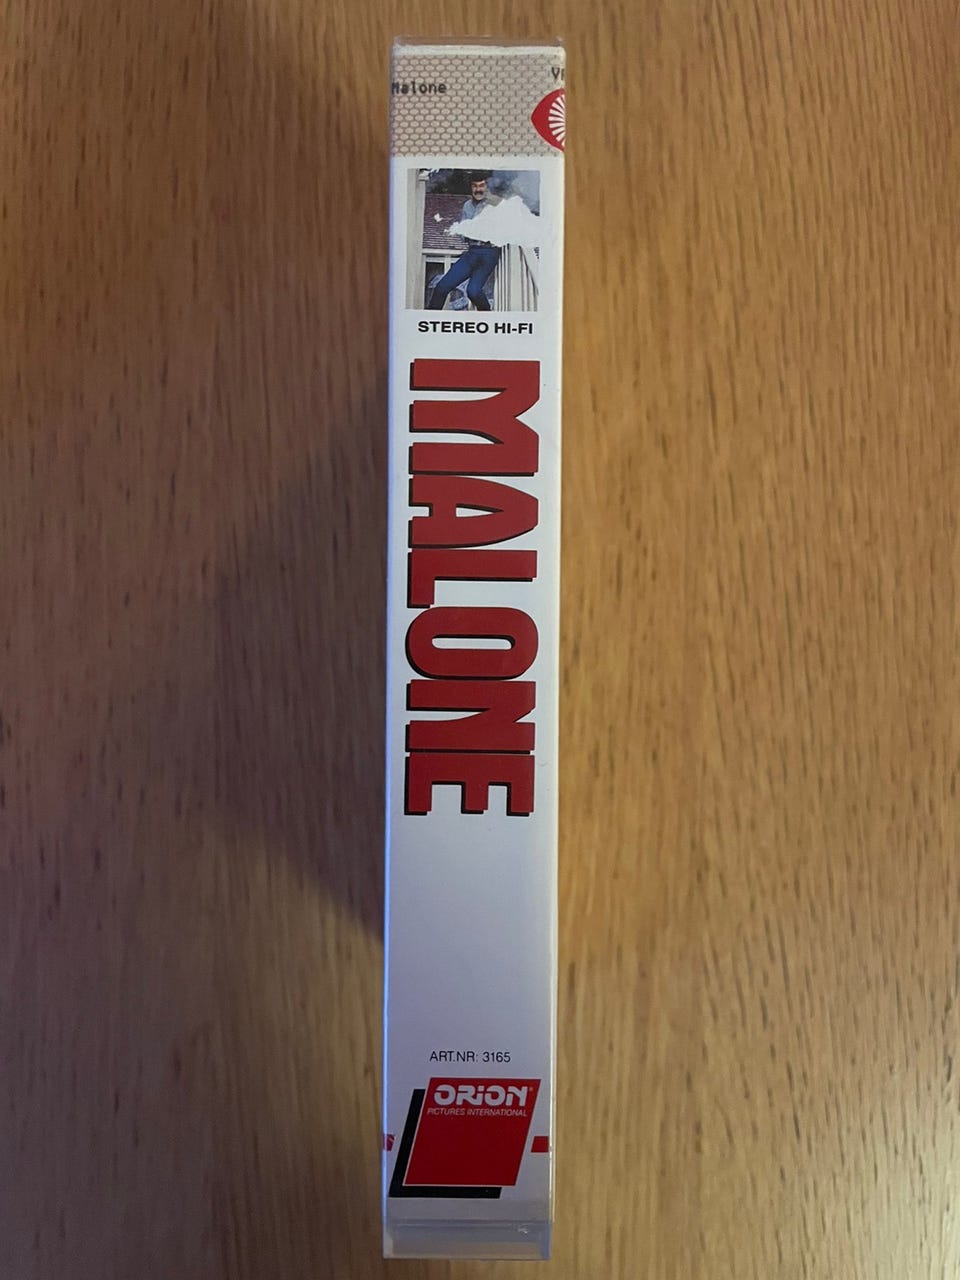 Malone
STEREO HI-FI
MALONE
ART.NR: 3165
ORION
PICTURES INTERNATIONAL